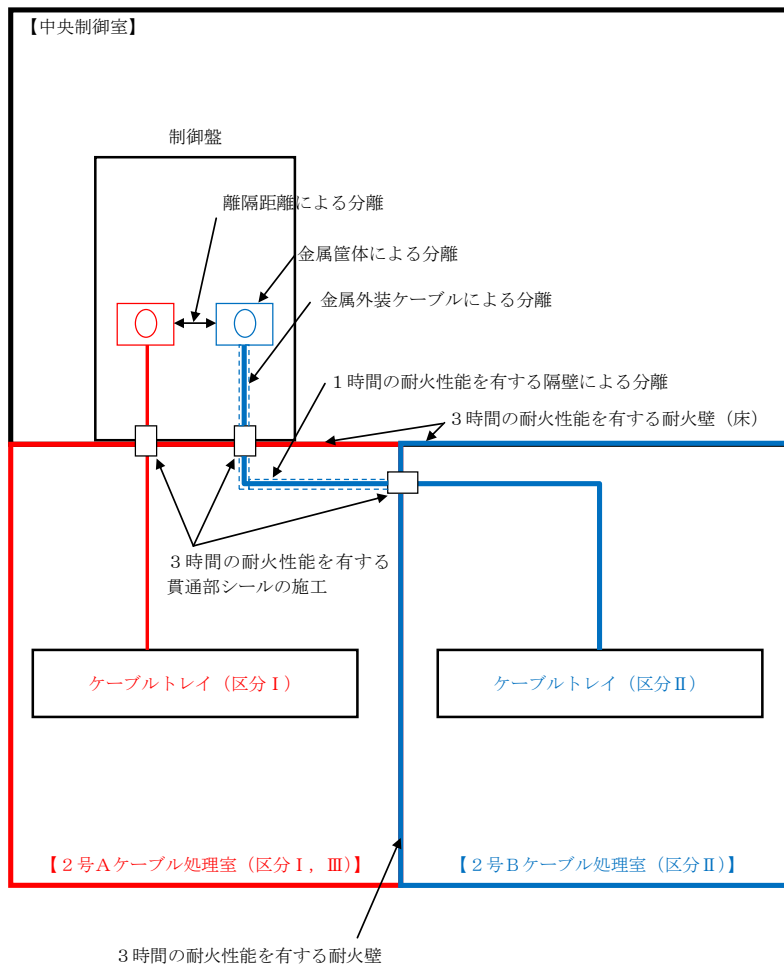 【中央制御室】
制御盤
離隔距離による分離
金属筐体による分離
金属外装ケーブルによる分離
１時間の耐火性能を有する隔壁による分離
３時間の耐火性能を有する耐火壁（床）
３時間の耐火性能を有する
貫通部シールの施工
ケーブルトレイ（区分Ⅰ）
ケーブルトレイ（区分Ⅱ）
【２号Ａケーブル処理室（区分Ⅰ，Ⅲ）】
【２号Ｂケーブル処理室（区分Ⅱ）】
３時間の耐火性能を有する耐火壁